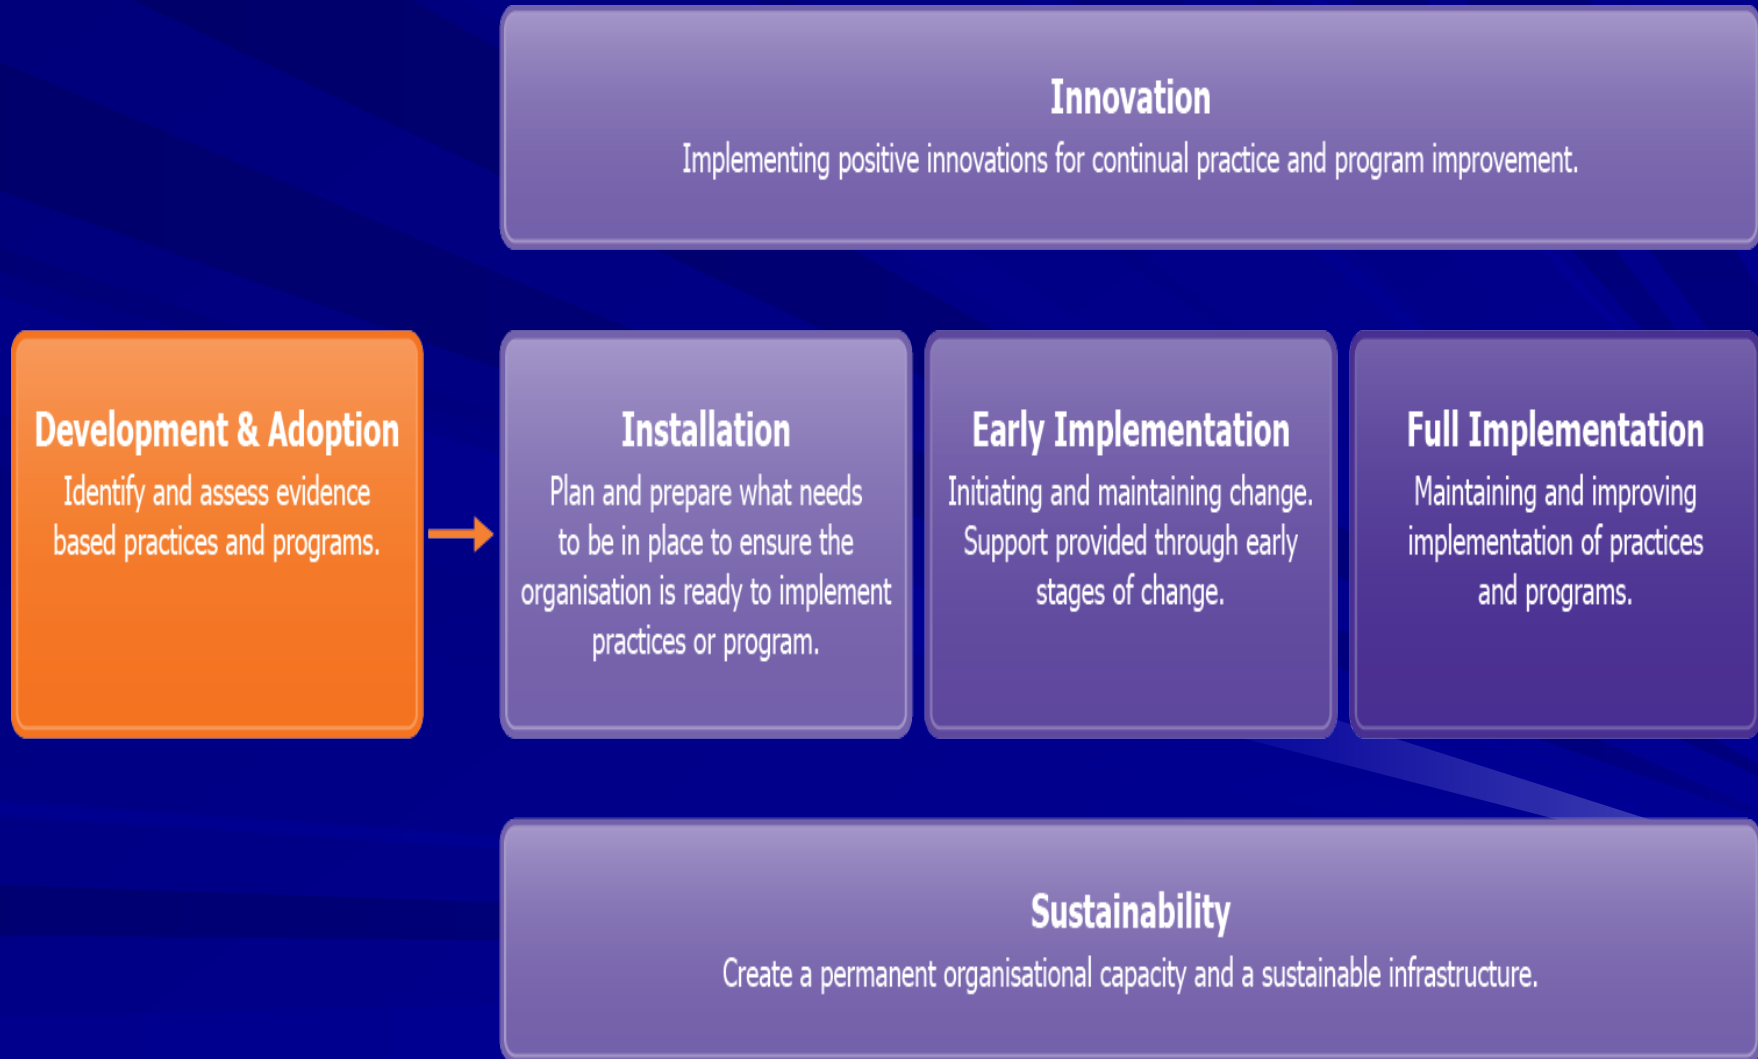 Innovation
Implementing positive innovations for continual practice and program improvement.
Development & Adoption
Identify and assess evidence
based practices and programs.
Installation
Plan and prepare what needs
to be in place to ensure the
organisation is ready to implement
practices or program.
Early Implementation
Initiating and maintaining change.
Support provided through early
stages of change.
Full Implementation
Maintaining and improving
implementation of practices
and programs.
Sustainability
Create a permanent organisational capacity and a sustainable infrastructure.